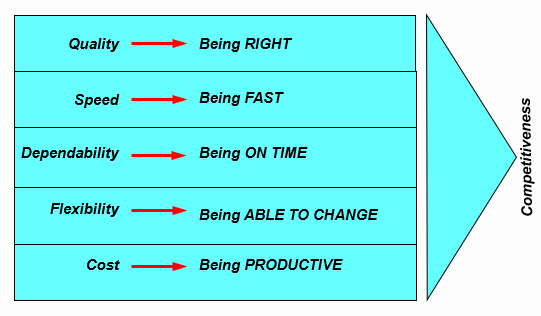 Quality Being RIGHT
Speed Being FAST
Dependability Being ON TIME
Flexibility Being ABLE TO CHANGE
Cost Being PRODUCTIVE
Competitiveness